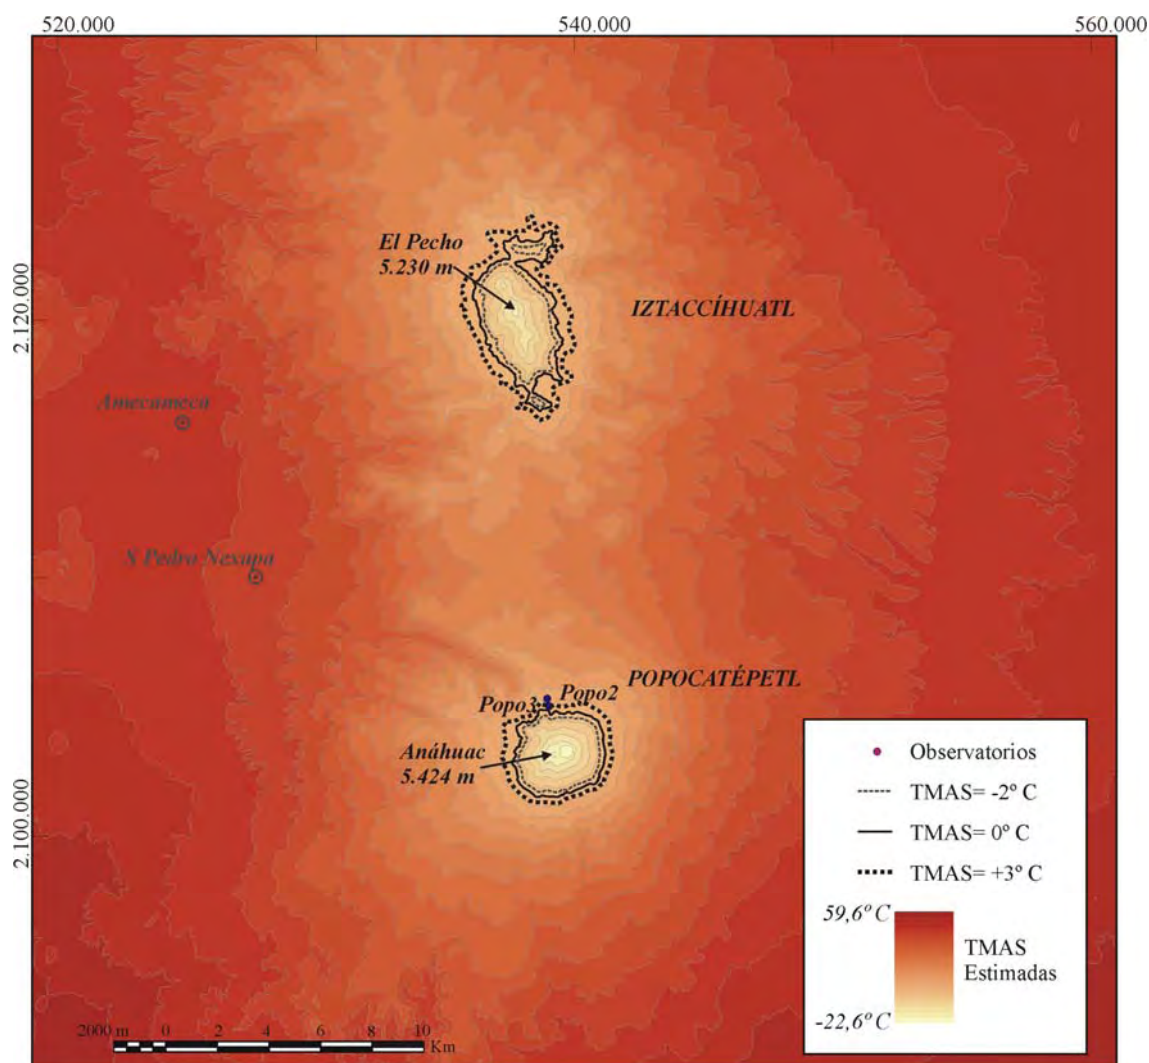 520.000 540.000 560.000
El Pecho
5.230 m
IZTACCÍHUATL
2.120.000
Amecameca
S Pedro Nexapa
POPOCATÉPETL
Popo3 Popo2
Anáhuac
5.424 m
2.100.000
Observatorios
TMAS= -2º C
TMAS= 0º C
TMAS= +3º C
59,6º C
TMAS
Estimadas
-22,6º C
2000 m 0 2 4 6 8 10
Km